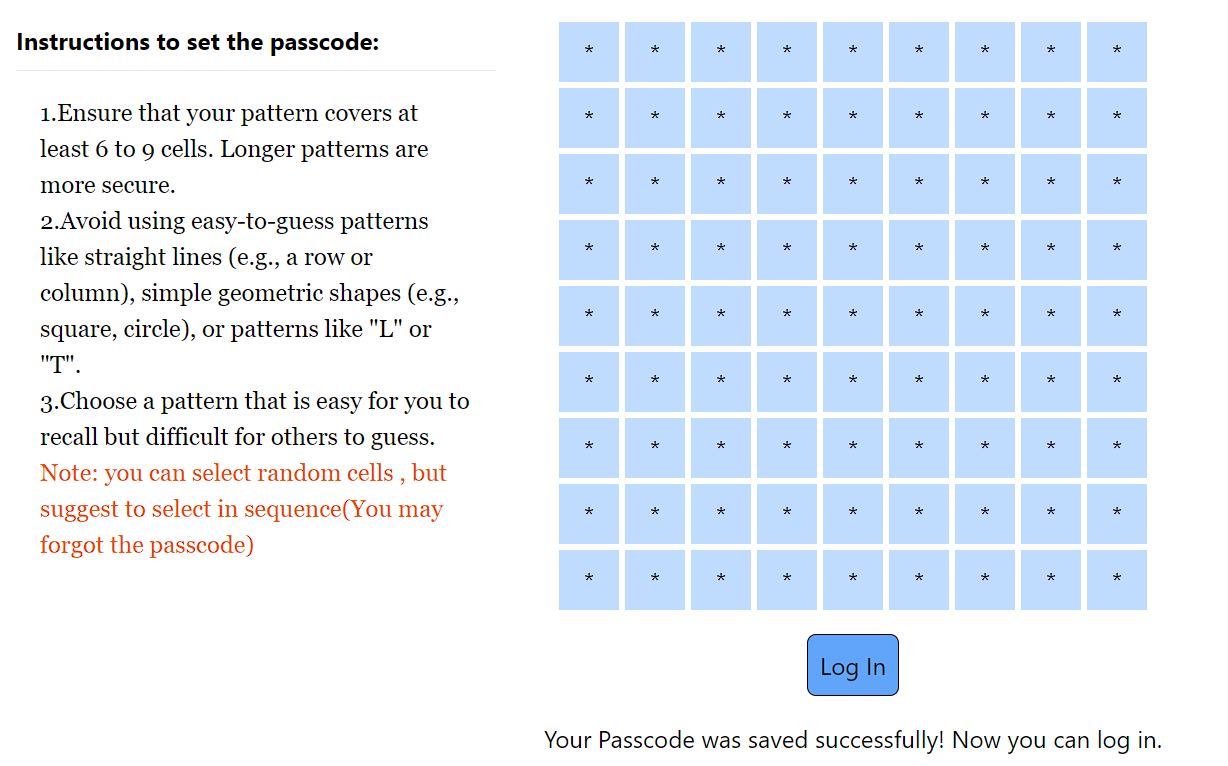 Instructions to set the passcode:
1.Ensure that your pattern covers at
least 6 to 9 cells. Longer patterns are
more secure.
2.Avoid using easy-to-guess patterns
like straight lines (e.g., a row or
column), simple geometric shapes (e.g.,
square, circle), or patterns like "L" or
"T".
3.Choose a pattern that is easy for you to
recall but difficult for others to guess.
Note: you can select random cells , but
suggest to select in sequence(You may
forgot the passcode)
* * * * * * * * *
* * * * * * * * *
* * * * * * * * *
* * * * * * * * *
* * * * * * * * *
* * * * * * * * *
* * * * * * * * *
* * * * * * * * *
* * * * * * * * *
Log In
Your Passcode was saved successfully! Now you can log in.